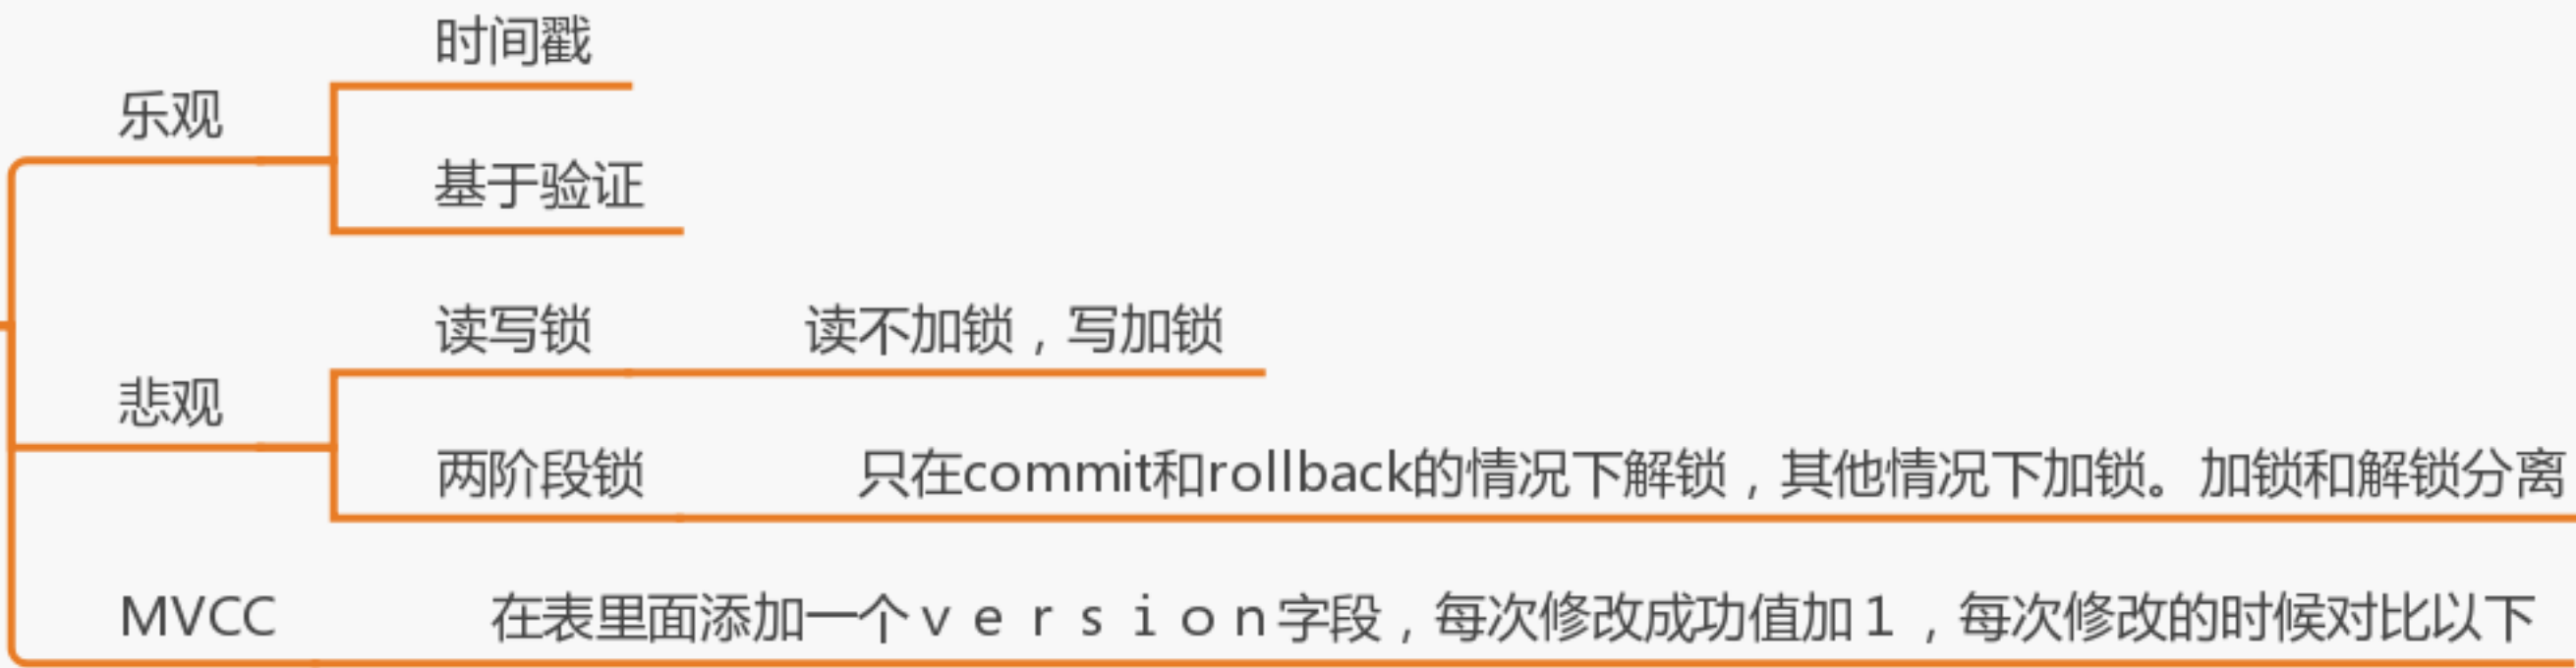 时间戳
乐观
基于验证
读写锁
读不加锁，写加锁
悲观
两阶段锁
只在commit和rollback的情况下解锁，其他情况下加锁。加锁和解锁分离
MVCC
在表里面添加一个ｖｅｒｓｉｏｎ字段，每次修改成功值加１，每次修改的时候对比以下